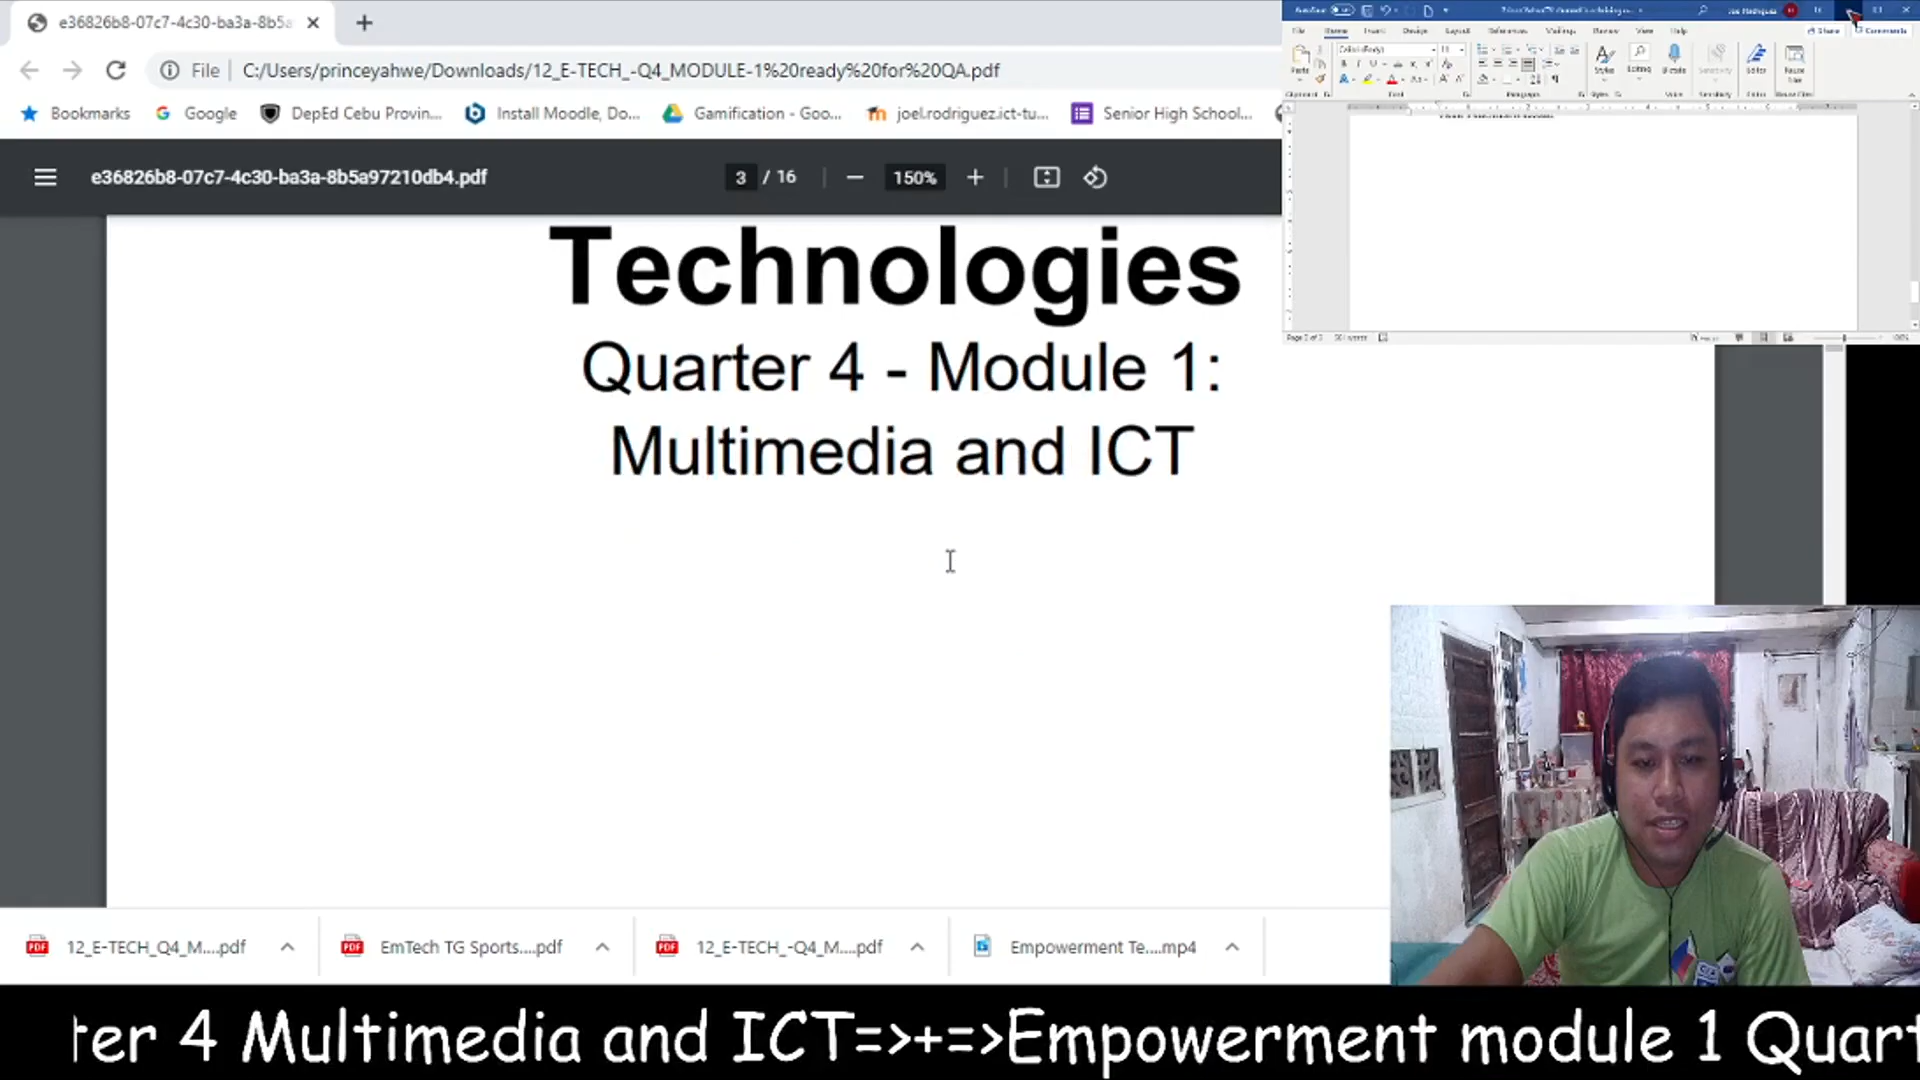 e36826b8-07c7-4c30-ba3a-8b5a
File C:/Users/princeyahwe/Downloads/12_E-TECH_-Q4_MODULE-1%20ready%20for%20QA.pdf
Bookmarks Google DepEd Cebu Provin... Install Moodle, Do... Gamification - Goo... joel.rodriguez.ict-tu... Senior High School...
e36826b8-07c7-4c30-ba3a-8b5a97210db4.pdf 3 / 16 150%
Share Comments
Technologies
Quarter 4 - Module 1:
Multimedia and ICT
12_E-TECH_Q4_M....pdf EmTech TG Sports....pdf 12_E-TECH_-Q4_M....pdf Empowerment Te....mp4
ter 4 Multimedia and ICT=>+=>Empowerment module 1 Quart